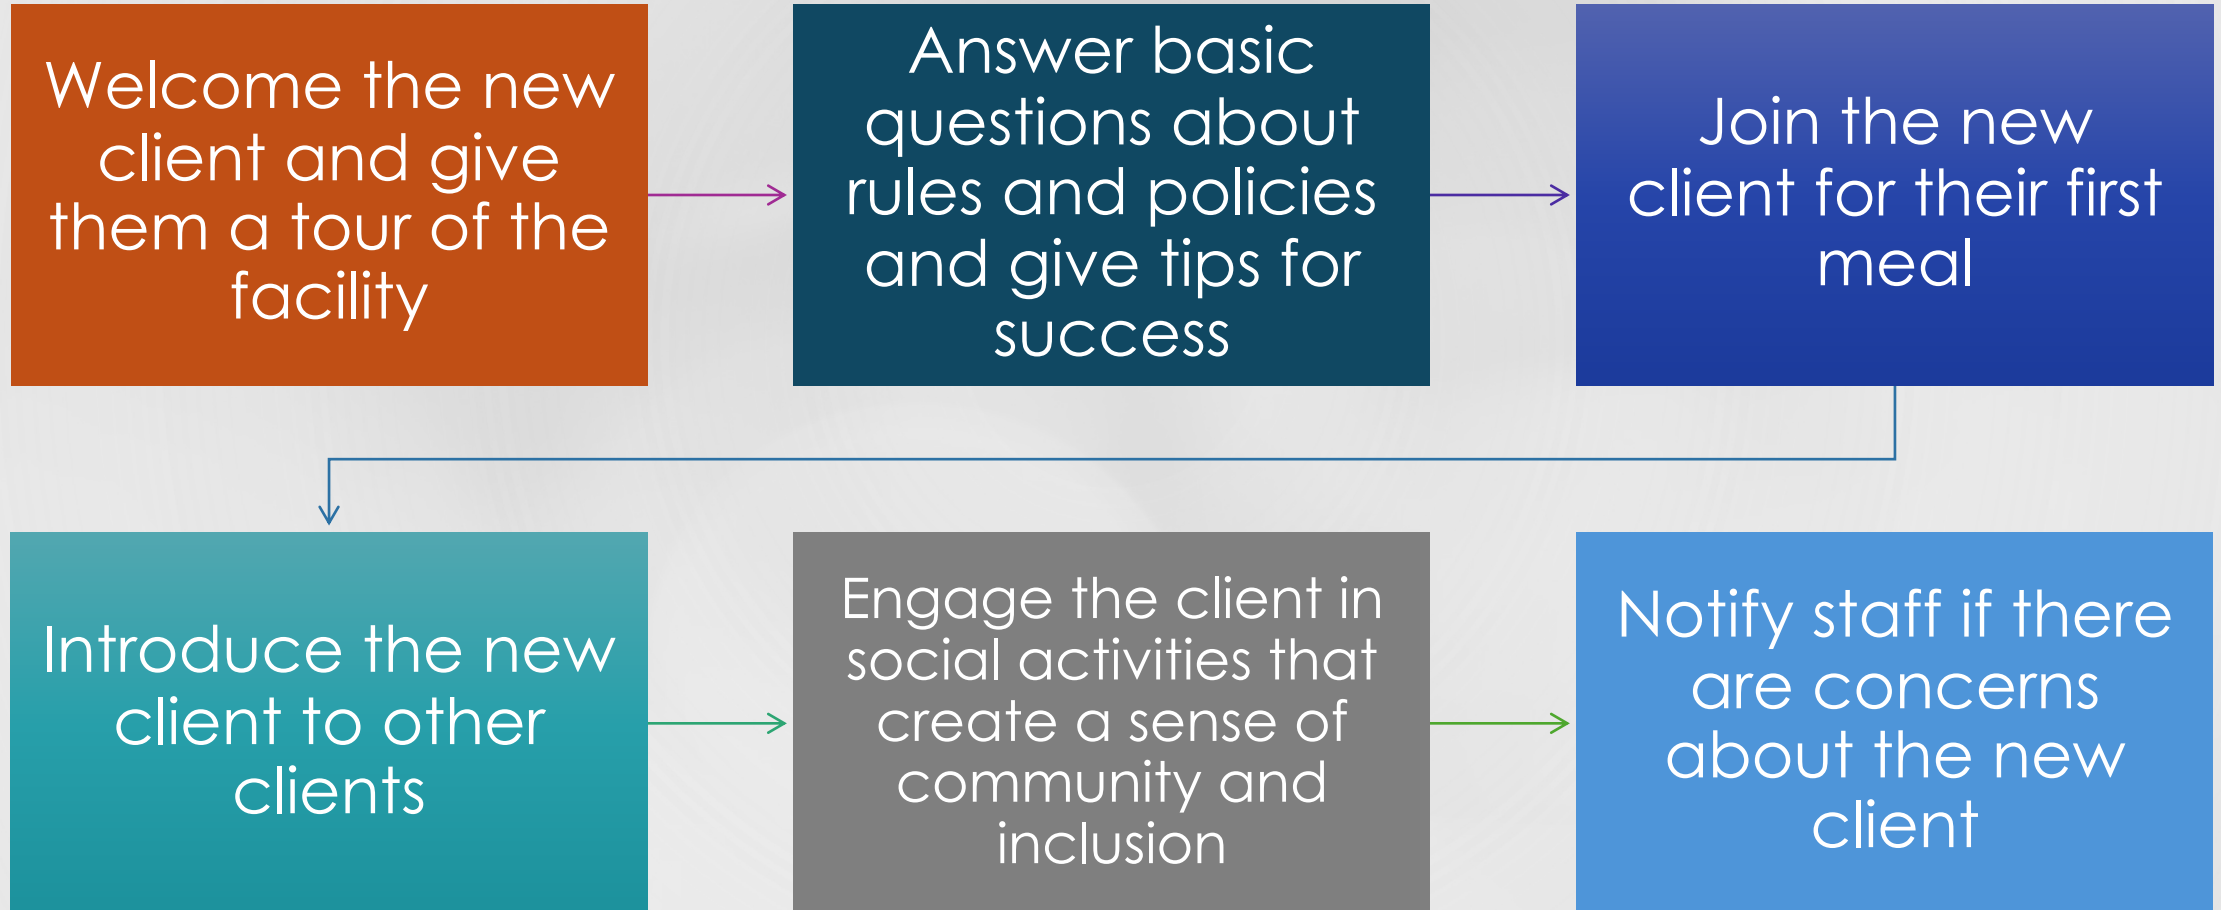 Welcome the new
client and give
them a tour of the
facility
Answer basic
questions about
rules and policies
and give tips for
success
Join the new
client for their first
meal
Introduce the new
client to other
clients
Engage the client in
social activities that
create a sense of
community and
inclusion
Notify staff if there
are concerns
about the new
client